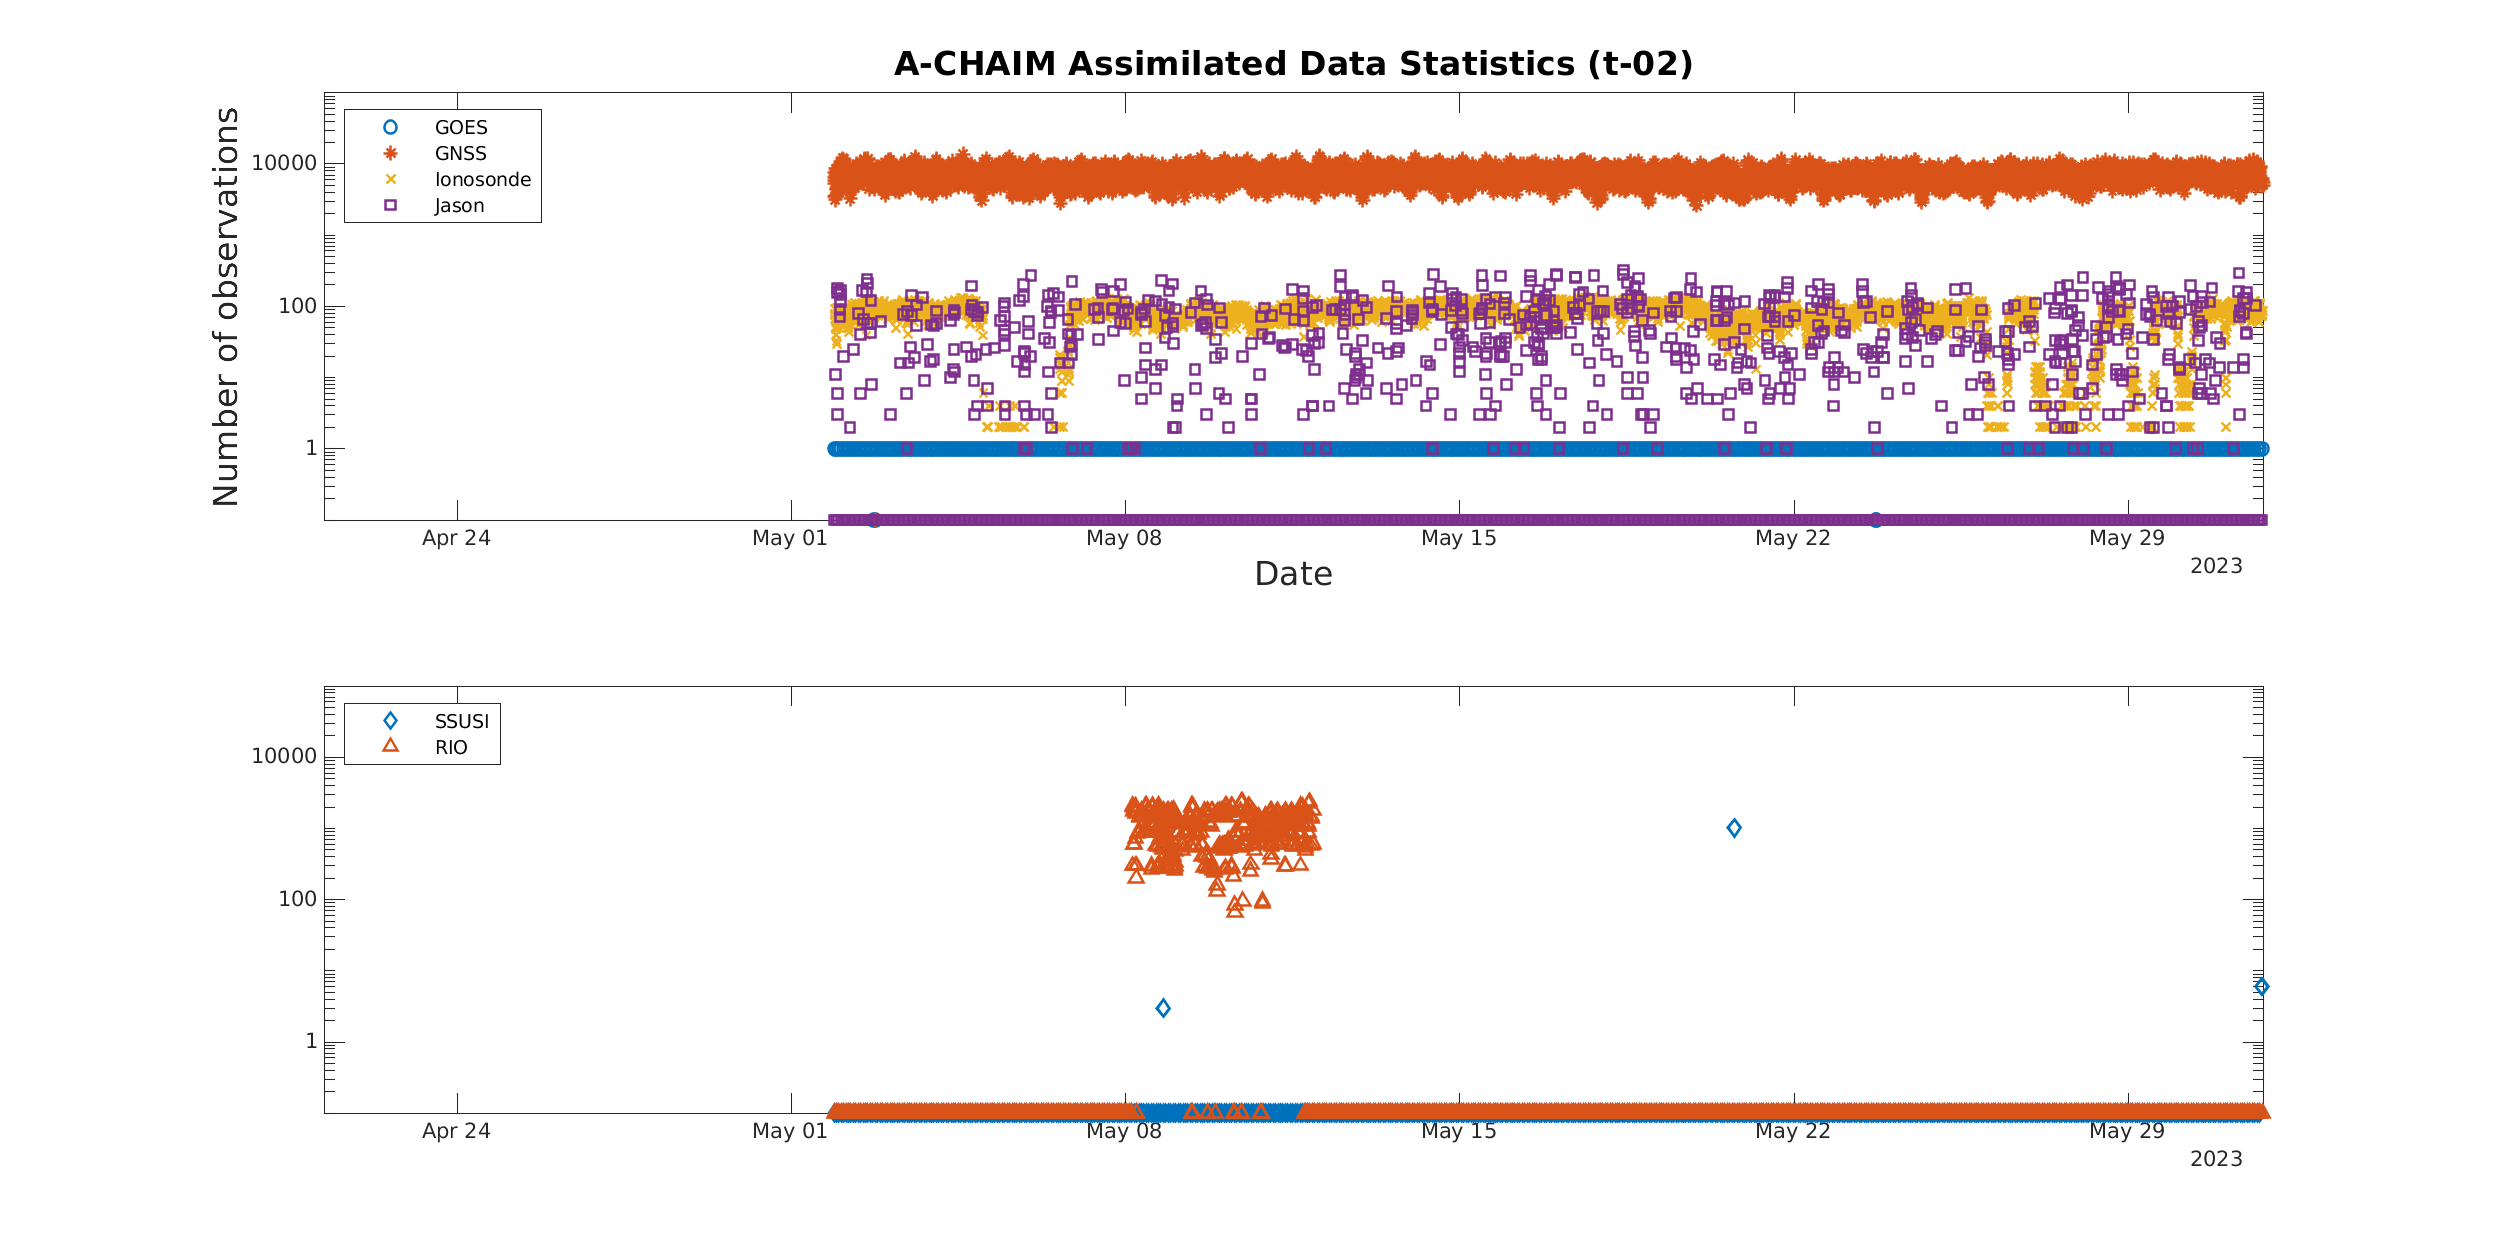 A-CHAIM Assimilated Data Statistics (t-02)
Number of observations
10000
100
1
GOES
GNSS
Ionosonde
Jason
Apr 24
May 01
May 08
May 15
May 22
May 29
2023
Date
10000
100
1
SSUSI
RIO
Apr 24
May 01
May 08
May 15
May 22
May 29
2023